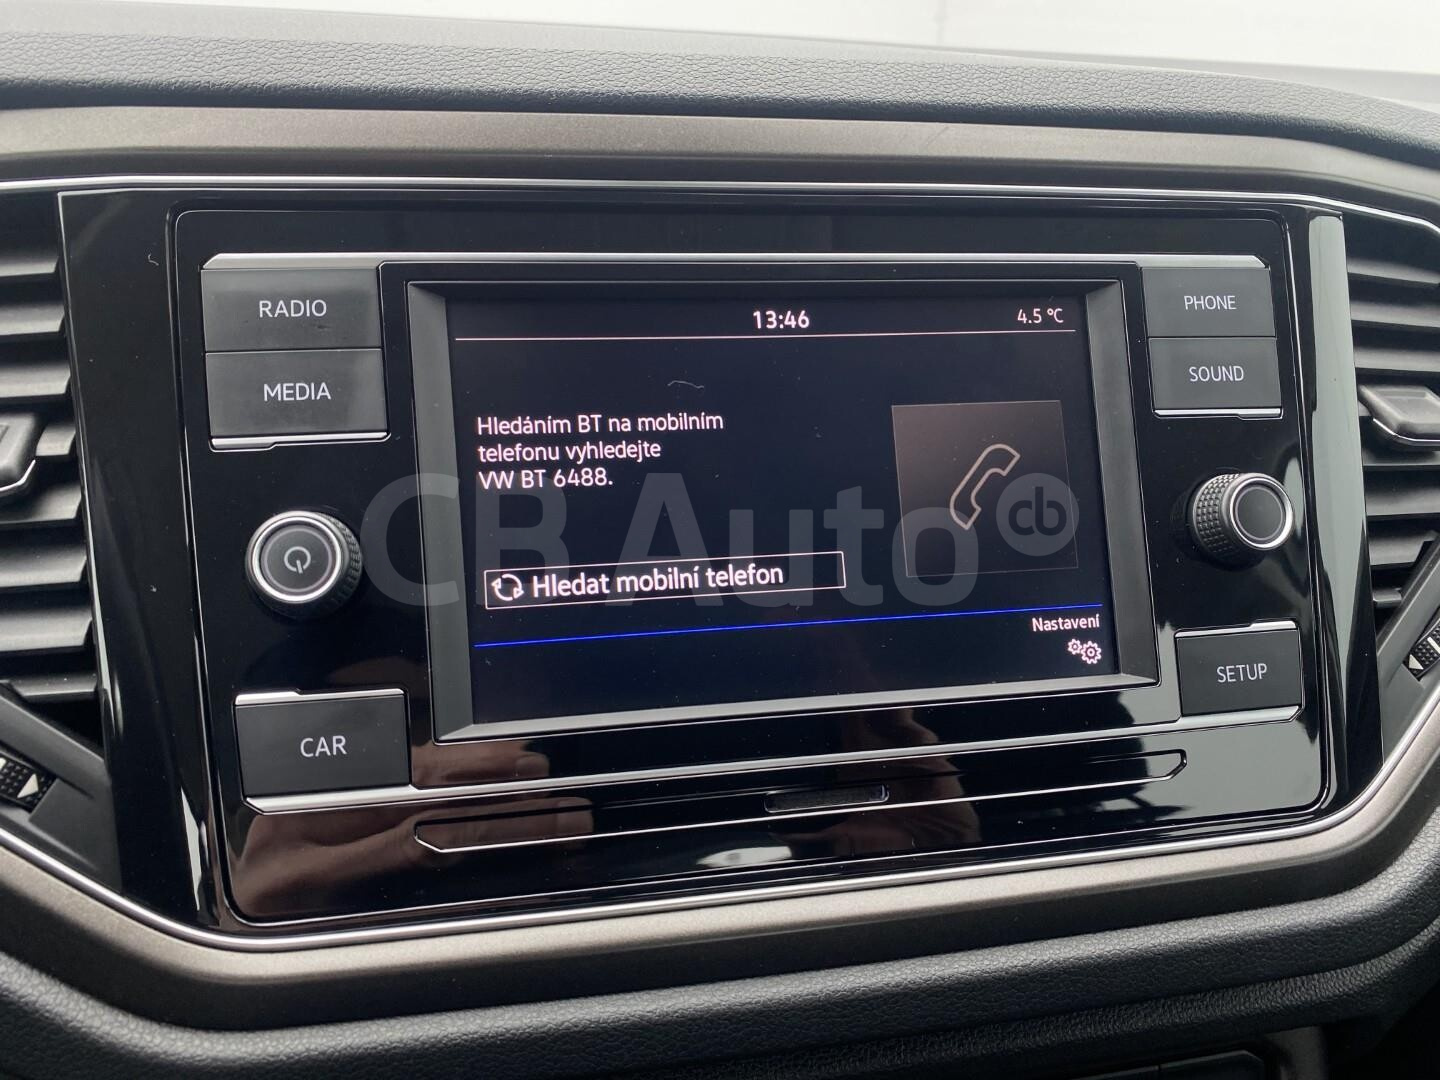 RADIO
MEDIA
CAR
13:46
4.5 °C
Hledáním BT na mobilním
telefonu vyhledejte
VW BT 6488.
Hledat mobilní telefon
Nastavení
PHONE
SOUND
SETUP
CB Auto cb